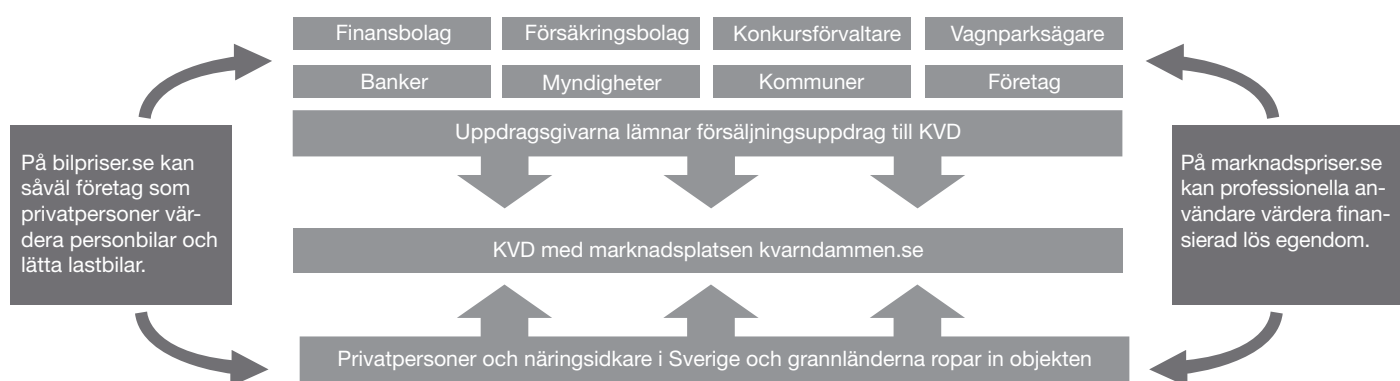 Finansbolag
Försäkringsbolag
Konkursförvaltare
Vagnparksägare
Banker
Myndigheter
Kommuner
Företag
Uppdragsgivarna lämnar försäljningsuppdrag till KVD
På bilpriser.se kan
såväl företag som
privatpersoner vär-
dera personbilar och
lätta lastbilar.
På marknadspriser.se
kan professionella an-
vändare värdera finan-
sierad lös egendom.
KVD med marknadsplatsen kvarndammen.se
Privatpersoner och näringsidkare i Sverige och grannländerna ropar in objekten